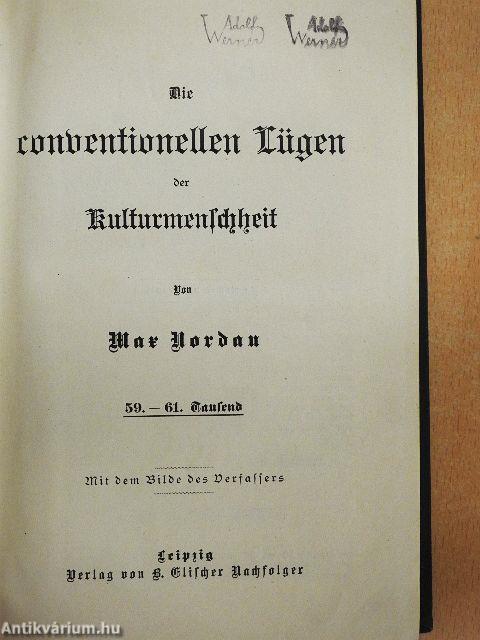 Adolf Adolf
Werner Werner
Die
conventionellen Lügen
der
Kulturmenſchheit
Von
Max Nordau
59. — 61. Tauſend
Mit dem Bilde des Verfaſſers
Leipzig
Verlag von B. Eliſcher Nachfolger
Antikvárium.hu